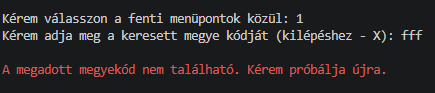 Kérem válasszon a fenti menüpontok közül: 1
Kérem adja meg a keresett megye kódját (kilépéshez - X): fff
A megadott megyekód nem található. Kérem próbálja újra.